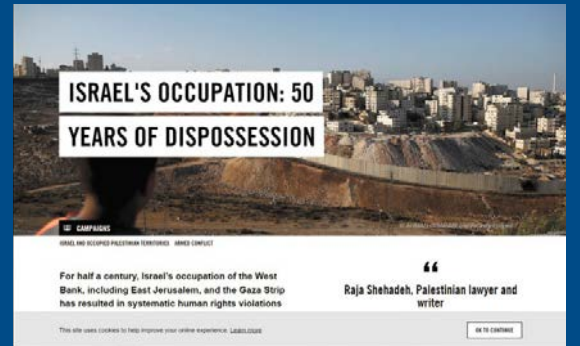 ISRAEL'S OCCUPATION: 50
YEARS OF DISPOSSESSION
CAMPAIGNS
ISRAEL AND OCCUPIED PALESTINIAN TERRITORIES ARMED CONFLICT
For half a century, Israel's occupation of the West
Bank, including East Jerusalem, and the Gaza Strip
has resulted in systematic human rights violations
“
Raja Shehadeh, Palestinian lawyer and
writer
This site uses cookies to help improve your online experience. Learn more
OK TO CONTINUE